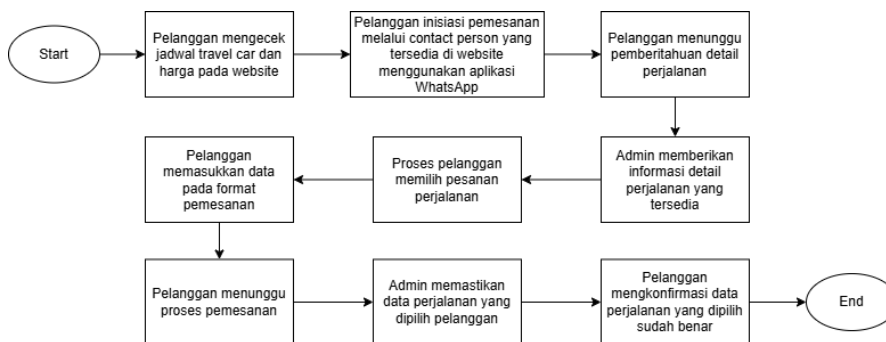 Start
Pelanggan mengecek
jadwal travel car dan
harga pada website
Pelanggan inisiasi pemesanan
melalui contact person yang
tersedia di website
menggunakan aplikasi
WhatsApp
Pelanggan menunggu
pemberitahuan detail
perjalanan
Admin memberikan
informasi detail
perjalanan yang
tersedia
Proses pelanggan
memilih pesanan
perjalanan
Pelanggan
memasukkan data
pada format
pemesanan
Pelanggan menunggu
proses pemesanan
Admin memastikan
data perjalanan yang
dipilih pelanggan
Pelanggan
mengkonfirmasi data
perjalanan yang dipilih
sudah benar
End